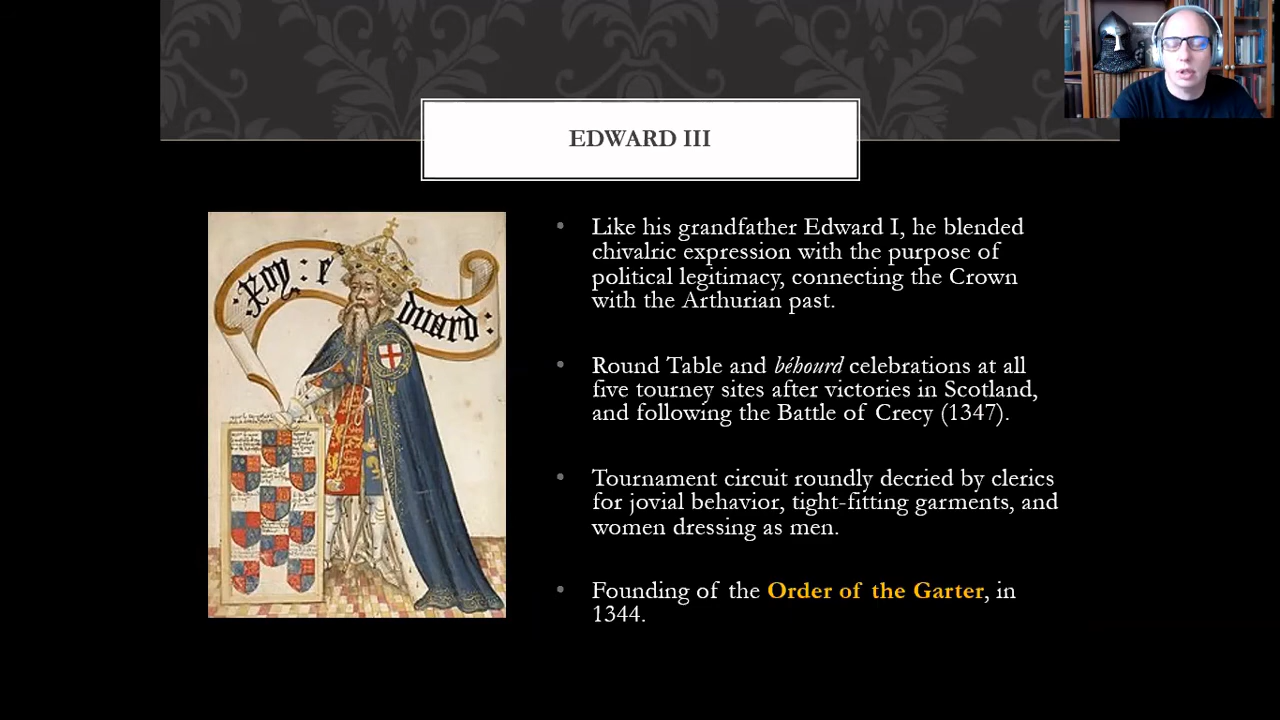 EDWARD III
:Roy: e
duard:
Like his grandfather Edward I, he blended
chivalric expression with the purpose of
political legitimacy, connecting the Crown
with the Arthurian past.
Round Table and béhourd celebrations at all
five tourney sites after victories in Scotland,
and following the Battle of Crecy (1347).
Tournament circuit roundly decried by clerics
for jovial behavior, tight-fitting garments, and
women dressing as men.
Founding of the Order of the Garter, in
1344.